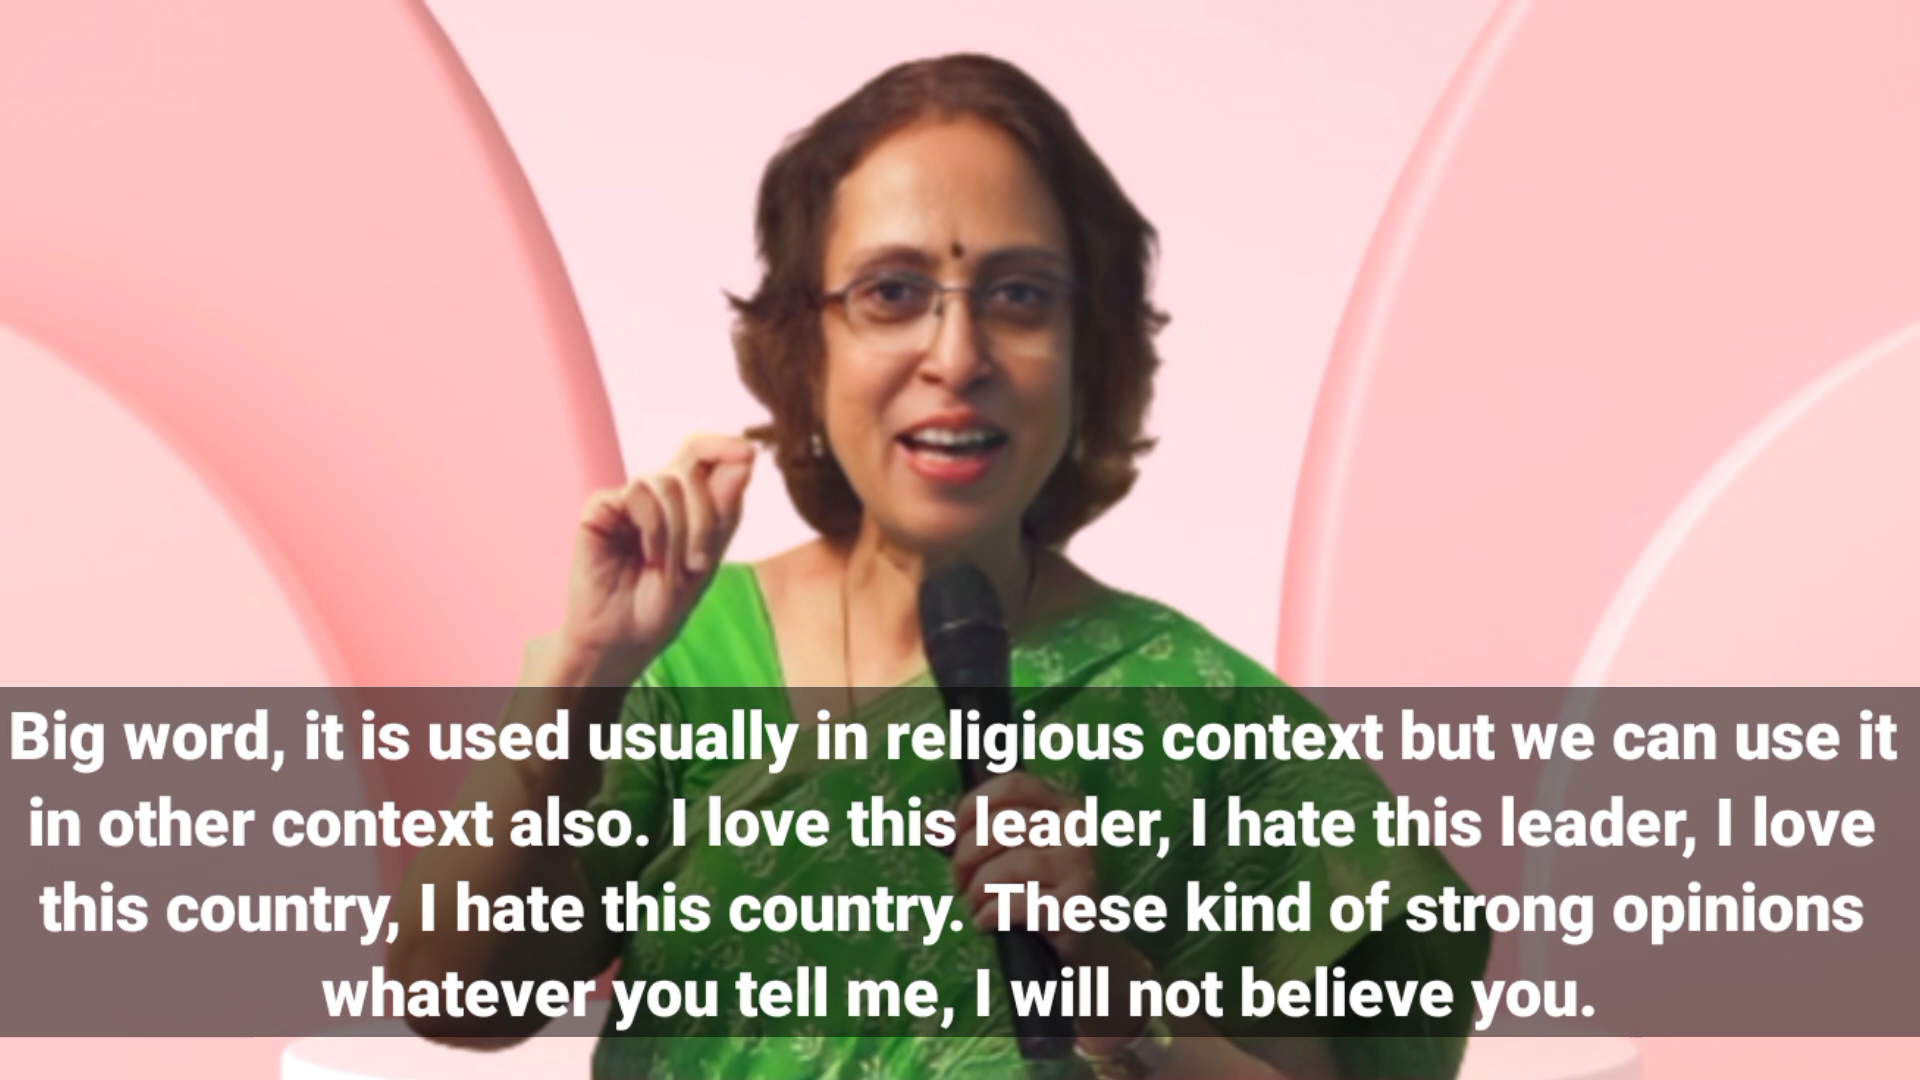 Big word, it is used usually in religious context but we can use it
in other context also. I love this leader, I hate this leader, I love
this country, I hate this country. These kind of strong opinions
whatever you tell me, I will not believe you.